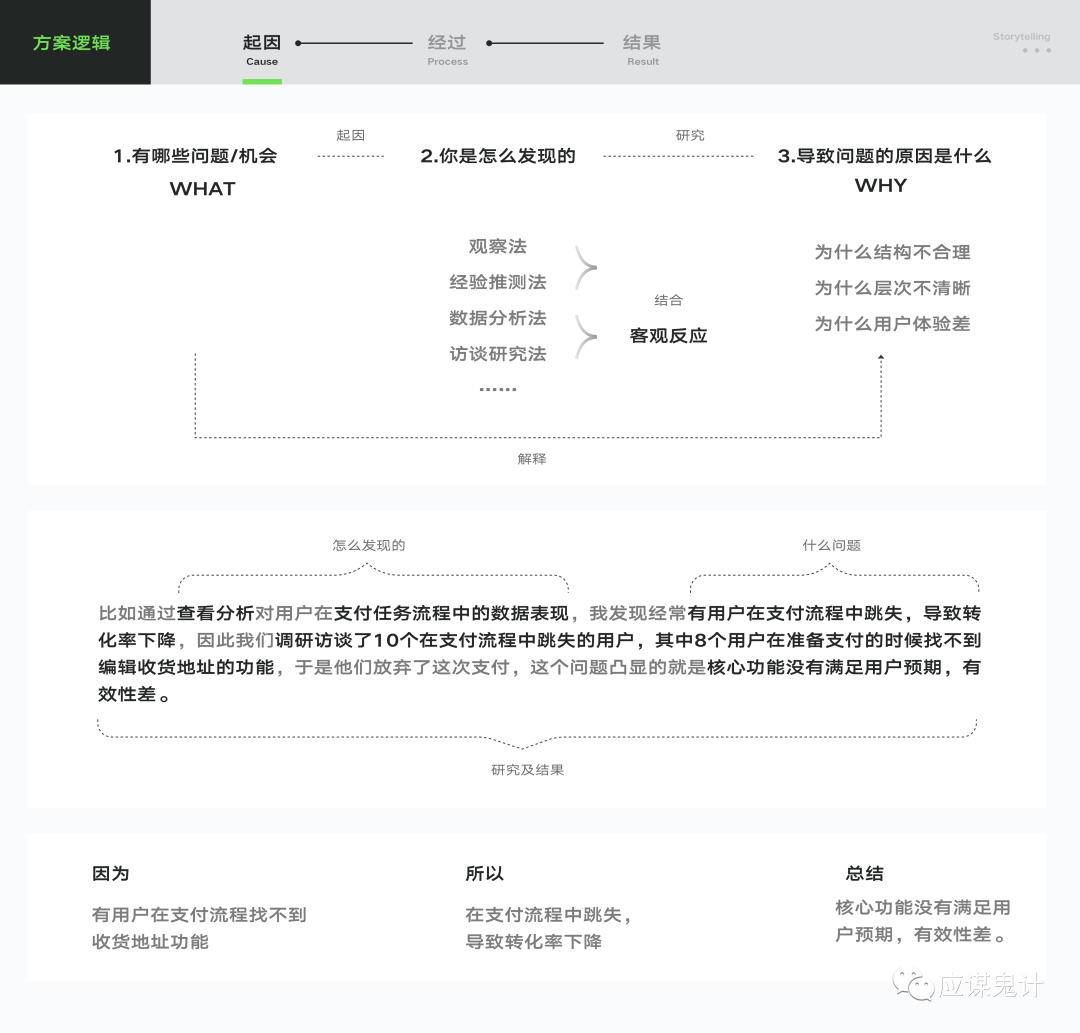 方案逻辑
起因
Cause
经过
Process
结果
Result
Storytelling
1.有哪些问题/机会
WHAT
起因
2.你是怎么发现的
研究
3.导致问题的原因是什么
WHY
观察法
经验推测法
数据分析法
访谈研究法
······
结合
客观反应
为什么结构不合理
为什么层次不清晰
为什么用户体验差
解释
怎么发现的
什么问题
比如通过查看分析对用户在支付任务流程中的数据表现，我发现经常有用户在支付流程中跳失，导致转
化率下降，因此我们调研访谈了10个在支付流程中跳失的用户，其中8个用户在准备支付的时候找不到
编辑收货地址的功能，于是他们放弃了这次支付，这个问题凸显的就是核心功能没有满足用户预期，有
效性差。
研究及结果
因为
有用户在支付流程找不到
收货地址功能
所以
在支付流程中跳失，
导致转化率下降
总结
核心功能没有满足用
户预期，有效性差。
应谋鬼计